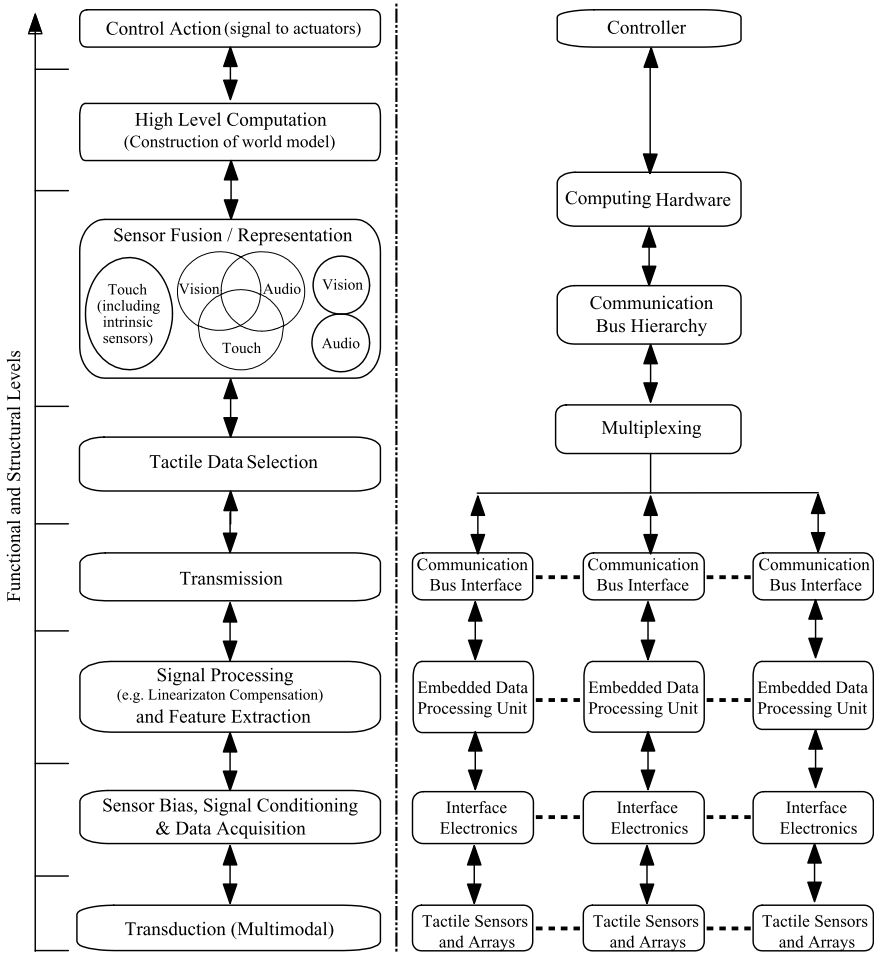 Functional and Structural Levels
Control Action (signal to actuators)
High Level Computation
(Construction of world model)
Sensor Fusion / Representation
Touch
(including
intrinsic
sensors)
Vision
Audio
Touch
Vision
Audio
Tactile Data Selection
Transmission
Signal Processing
(e.g. Linearizaton Compensation)
and Feature Extraction
Sensor Bias, Signal Conditioning
& Data Acquisition
Transduction (Multimodal)
Controller
Computing Hardware
Communication
Bus Hierarchy
Multiplexing
Communication
Bus Interface
Communication
Bus Interface
Communication
Bus Interface
Embedded Data
Processing Unit
Embedded Data
Processing Unit
Embedded Data
Processing Unit
Interface
Electronics
Interface
Electronics
Interface
Electronics
Tactile Sensors
and Arrays
Tactile Sensors
and Arrays
Tactile Sensors
and Arrays